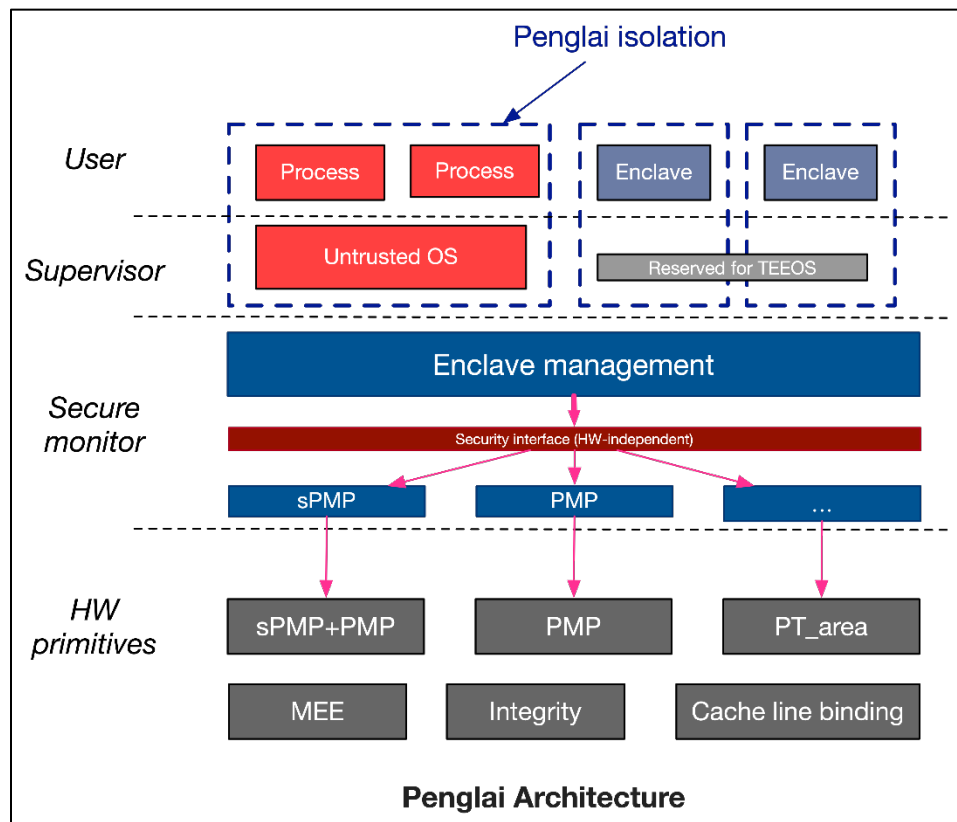 Penglai isolation
User
Process
Process
Enclave
Enclave
Supervisor
Untrusted OS
Reserved for TEEOS
Enclave management
Secure
monitor
Security interface (HW-independent)
sPMP
PMP
...
HW
primitives
sPMP+PMP
PMP
PT_area
MEE
Integrity
Cache line binding
Penglai Architecture